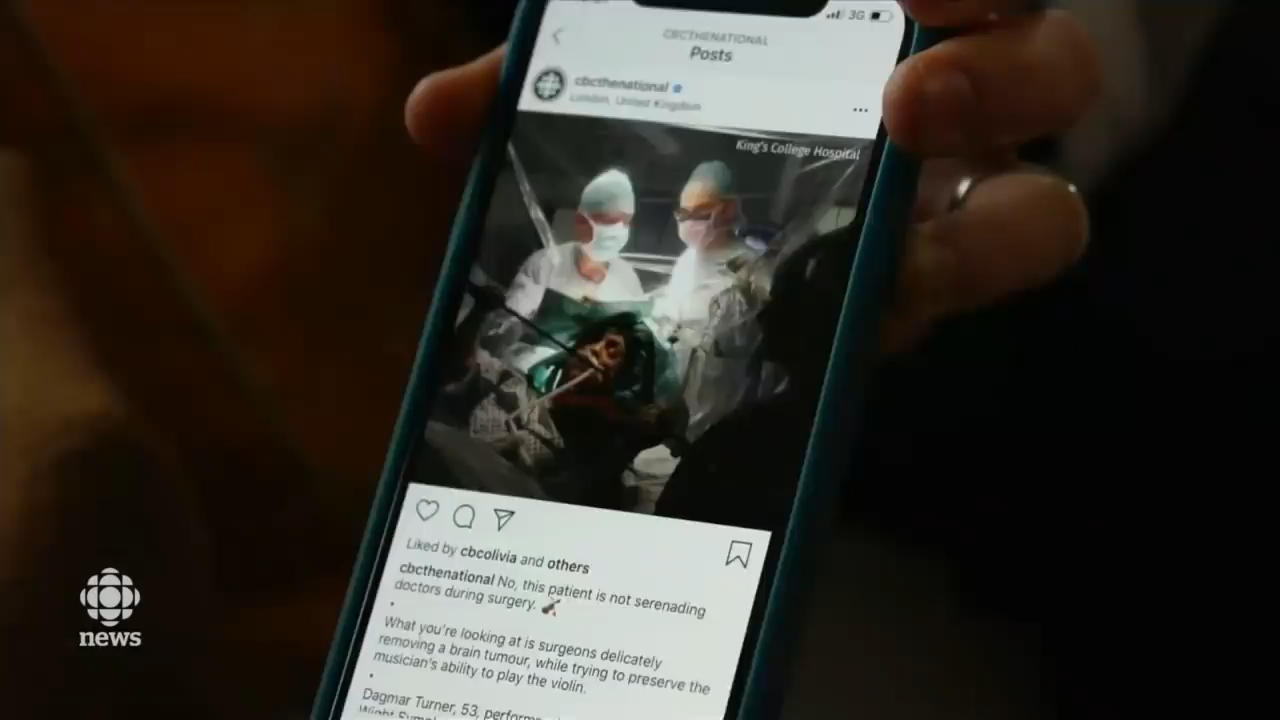 3G
CBCTHENATIONAL
Posts
cbcthenational
London, United Kingdom
King's College Hospital
Liked by cbcolivia and others
cbcthenational No, this patient is not serenading
doctors during surgery.
What you're looking at is surgeons delicately
removing a brain tumour, while trying to preserve the
musician's ability to play the violin.
Dagmar Turner, 53,
news